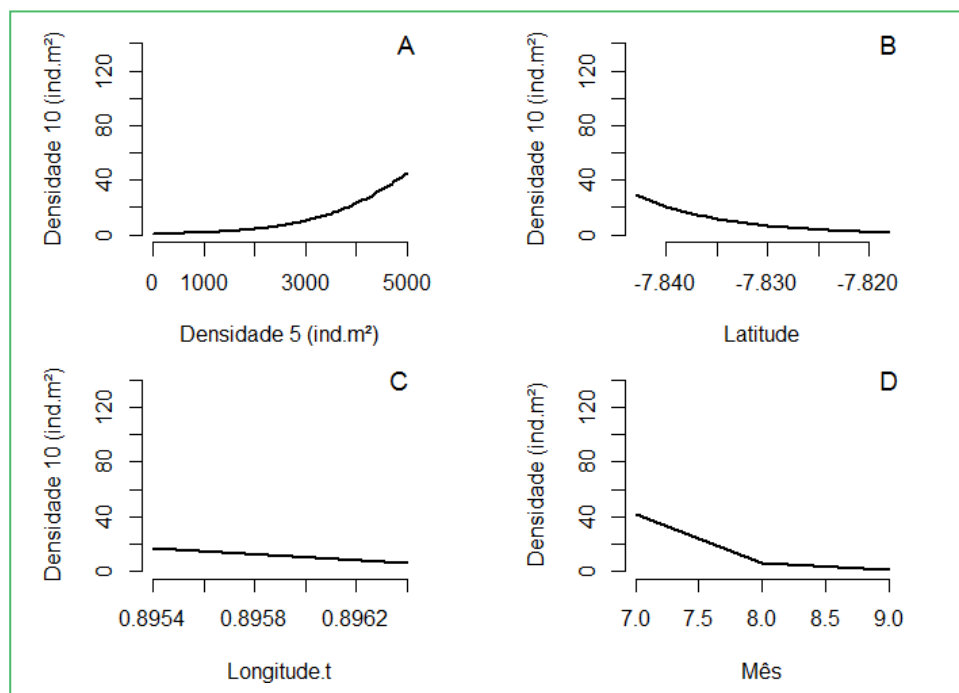 A
Densidade 10 (ind.m²)
0 40 80 120
0 1000 3000 5000
Densidade 5 (ind.m²)
B
Densidade 10 (ind.m²)
0 40 80 120
-7.840 -7.830 -7.820
Latitude
C
Densidade 10 (ind.m²)
0 40 80 120
0.8954 0.8958 0.8962
Longitude.t
D
Densidade (ind.m²)
0 40 80 120
7.0 7.5 8.0 8.5 9.0
Mês